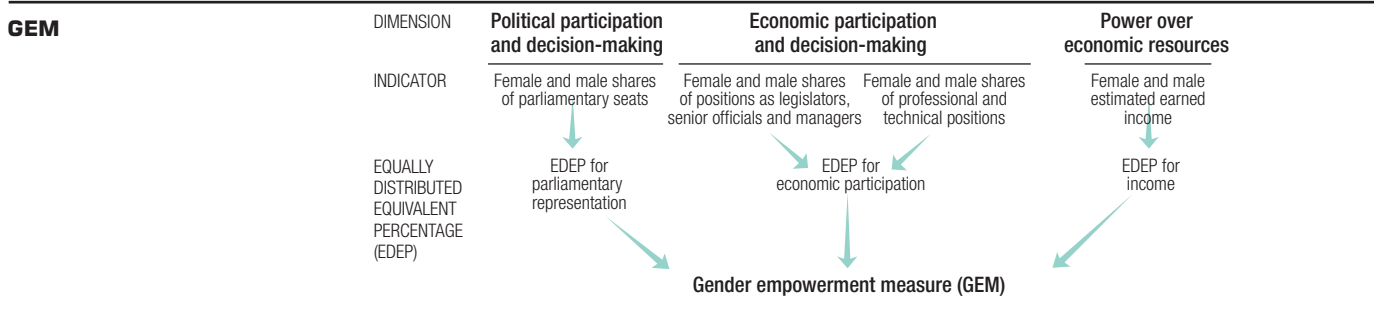 GEM
DIMENSION
Political participation
and decision-making
Economic participation
and decision-making
Power over
economic resources
INDICATOR
Female and male shares
of parliamentary seats
Female and male shares
of positions as legislators,
senior officials and managers
Female and male shares
of professional and
technical positions
Female and male
estimated earned
income
EQUALLY
DISTRIBUTED
EQUIVALENT
PERCENTAGE
(EDEP)
EDEP for
parliamentary
representation
EDEP for
economic participation
EDEP for
income
Gender empowerment measure (GEM)